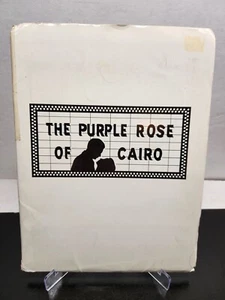 THE PURPLE ROSE
OF CAIRO